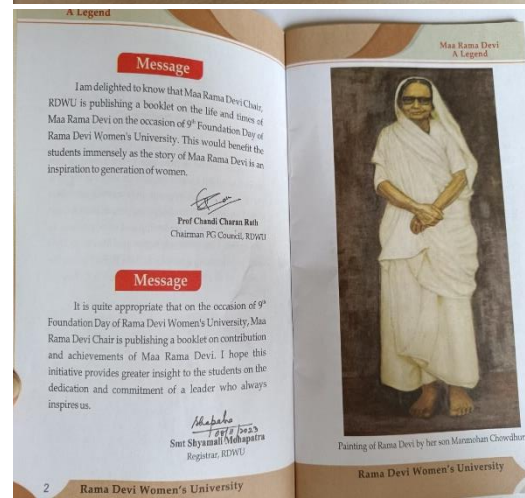 A Legend
Message
I am delighted to know that Maa Rama Devi Chair,
RDWU is publishing a booklet on the life and times of
Maa Rama Devi on the occasion of 9th Foundation Day of
Rama Devi Women's University. This would benefit the
students immensely as the story of Maa Rama Devi is an
inspiration to generation of women.
Prof Chandi Charan Rath
Chairman PG Council, RDWU
Message
It is quite appropriate that on the occasion of 9th
Foundation Day of Rama Devi Women's University, Maa
Rama Devi Chair is publishing a booklet on contribution
and achievements of Maa Rama Devi. I hope this
initiative provides greater insight to the students on the
dedication and commitment of a leader who always
inspires us.
Smt Shyamali Mohapatra
Registrar, RDWU
2 Rama Devi Women's University
Maa Rama Devi
A Legend
Painting of Rama Devi by her son Manmohan Chowdhur
Rama Devi Women's University